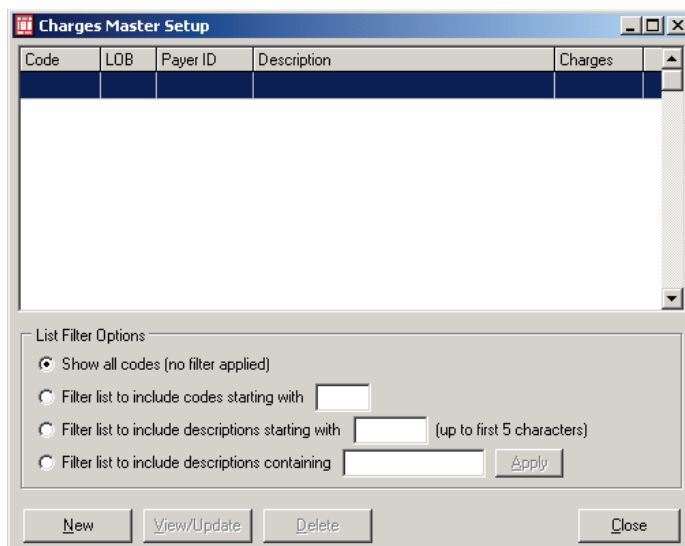 Charges Master Setup
Code LOB Payer ID Description Charges
List Filter Options
Show all codes (no filter applied)
Filter list to include codes starting with
Filter list to include descriptions starting with (up to first 5 characters)
Filter list to include descriptions containing Apply
New View/Update Delete Close